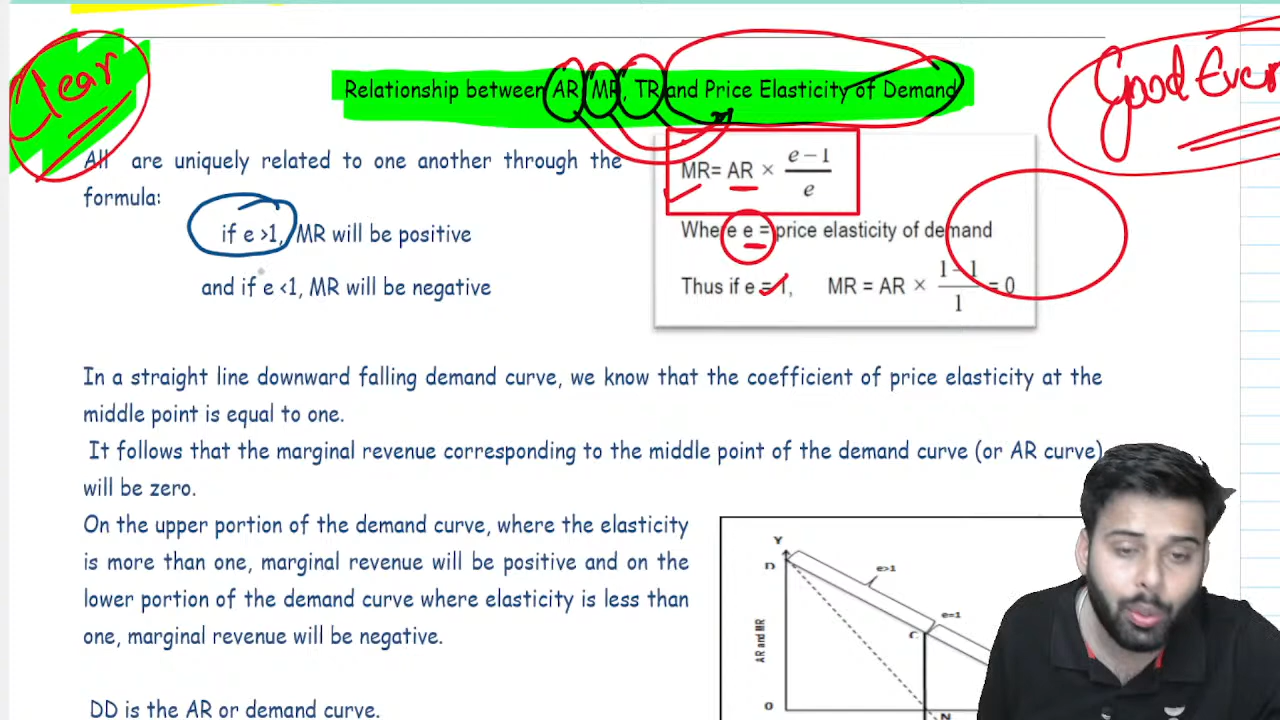 Clear
Relationship between AR, MR, TR and Price Elasticity of Demand
Good Even
All are uniquely related to one another through the
formula:
if e >1, MR will be positive
and if e <1, MR will be negative
MR= AR × e − 1
e
Where e = price elasticity of demand
Thus if e = 1, MR = AR × 1 − 1 = 0
1
In a straight line downward falling demand curve, we know that the coefficient of price elasticity at the
middle point is equal to one.
It follows that the marginal revenue corresponding to the middle point of the demand curve (or AR curve)
will be zero.
On the upper portion of the demand curve, where the elasticity
is more than one, marginal revenue will be positive and on the
lower portion of the demand curve where elasticity is less than
one, marginal revenue will be negative.
DD is the AR or demand curve.
Y
D
e>1
e=1
C
AR and MR
O
N